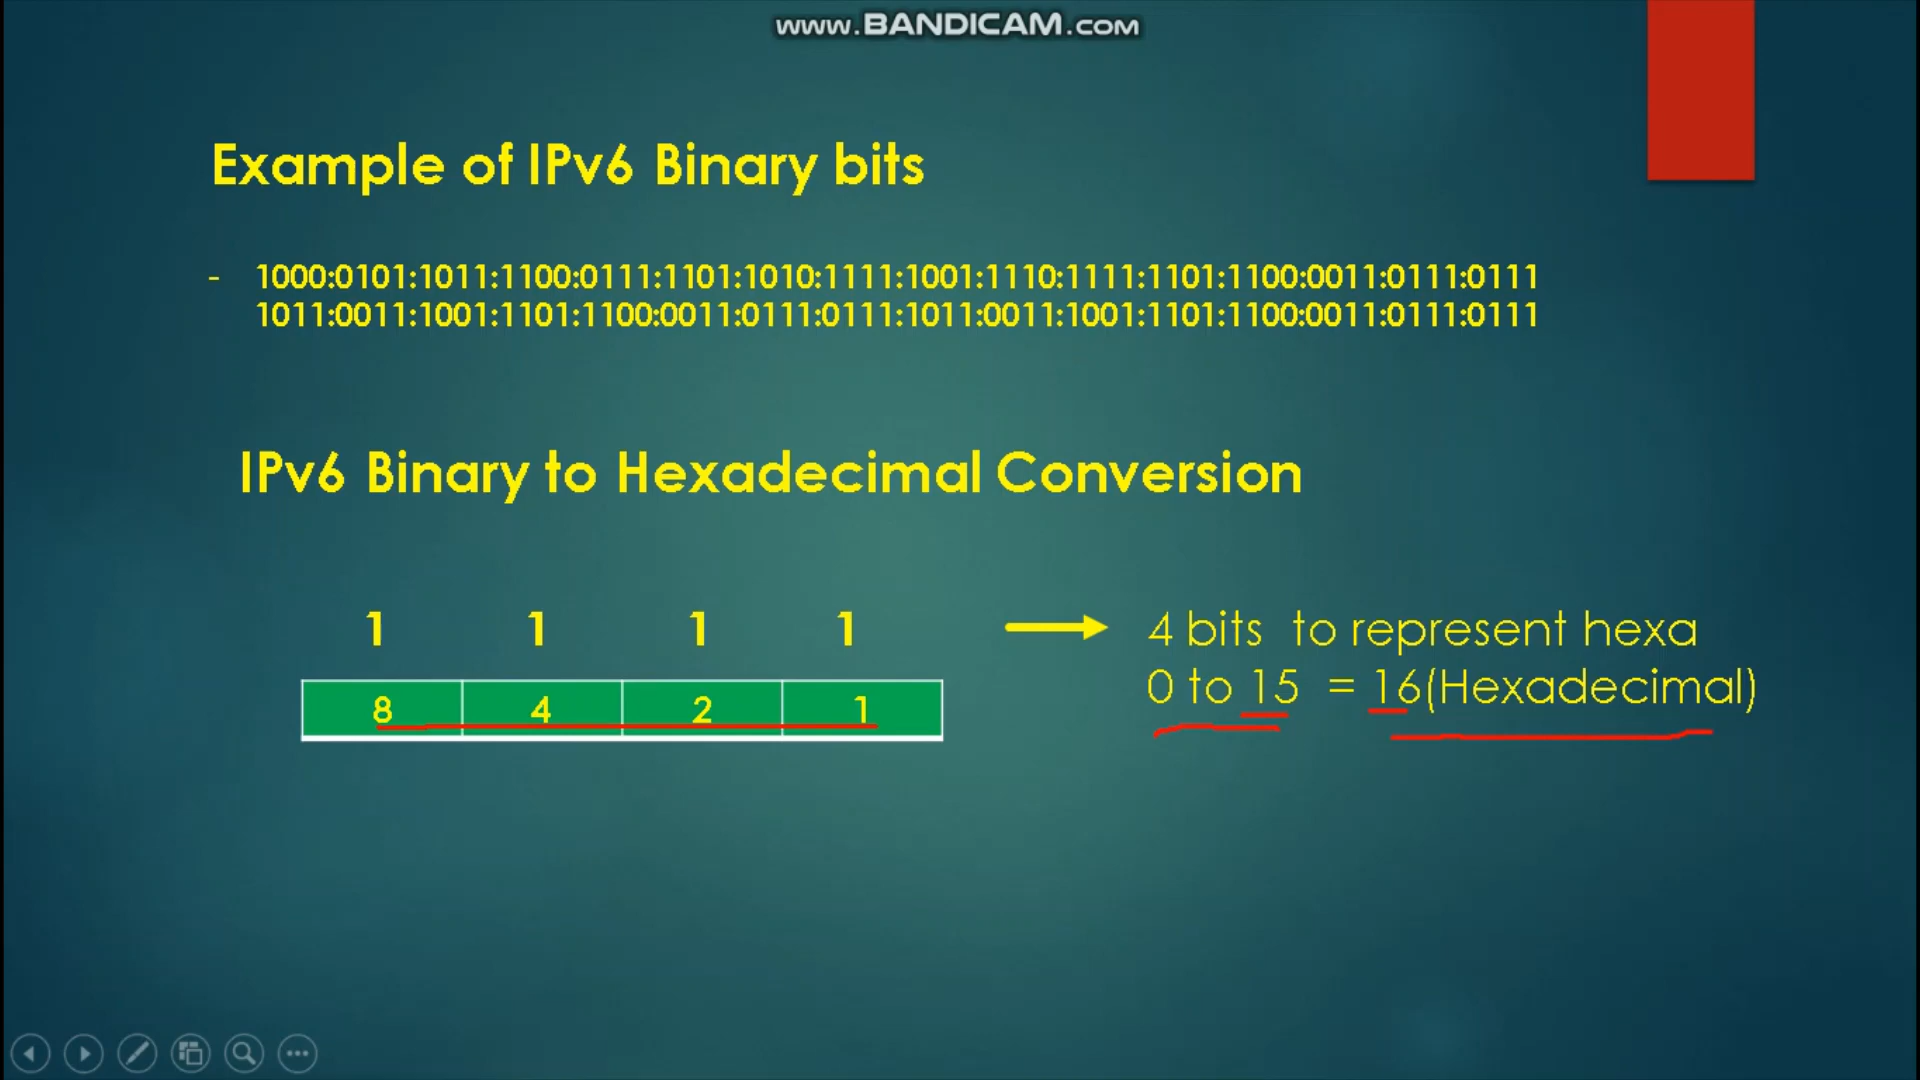 www.BANDICAM.com
Example of IPv6 Binary bits
- 1000:0101:1011:1100:0111:1101:1010:1111:1001:1110:1111:1101:1100:0011:0111:0111
1011:0011:1001:1101:1100:0011:0111:0111:1011:0011:1001:1101:1100:0011:0111:0111
IPv6 Binary to Hexadecimal Conversion
1 1 1 1
8 4 2 1
4 bits to represent hexa
0 to 15 = 16(Hexadecimal)